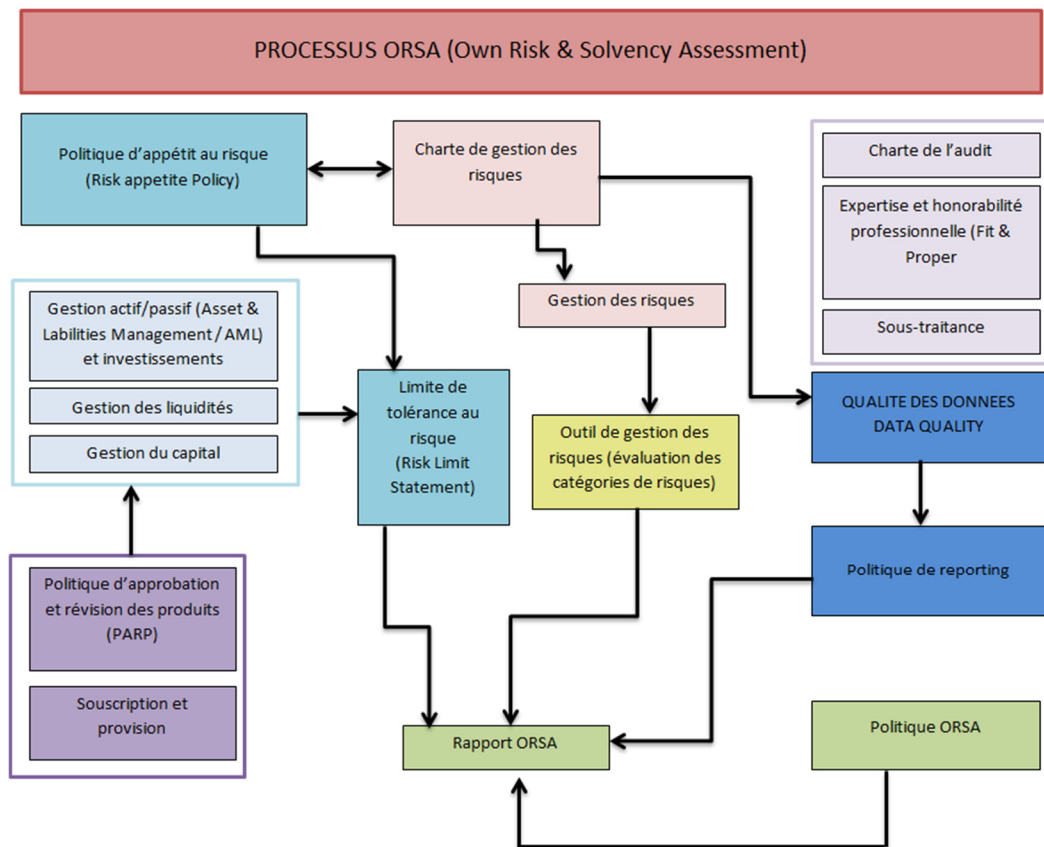 PROCESSUS ORSA (Own Risk & Solvency Assessment)
Politique d’appétit au risque
(Risk appetite Policy)
Charte de gestion des
risques
Charte de l’audit
Expertise et honorabilité
professionnelle (Fit &
Proper
Sous-traitance
Gestion des risques
Gestion actif/passif (Asset &
Labilities Management / AML)
et investissements
Gestion des liquidités
Gestion du capital
Limite de
tolérance au
risque
(Risk Limit
Statement)
Outil de gestion des
risques (évaluation des
catégories de risques)
QUALITE DES DONNEES
DATA QUALITY
Politique d’approbation
et révision des produits
(PARP)
Souscription et
provision
Politique de reporting
Rapport ORSA
Politique ORSA